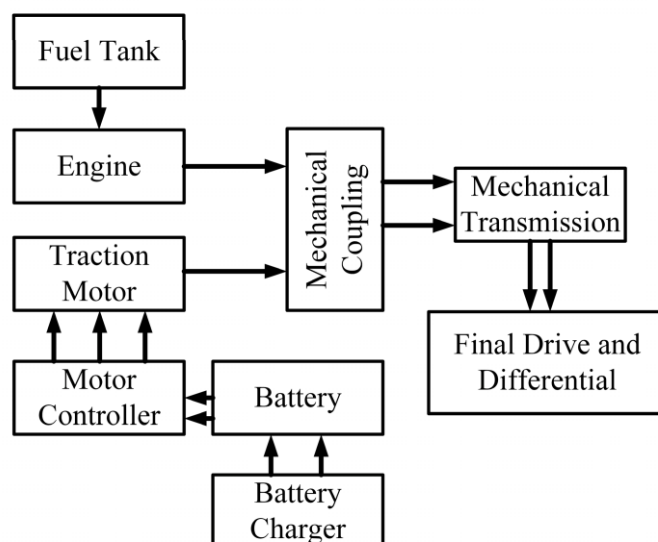 Fuel Tank
Engine
Mechanical
Coupling
Mechanical
Transmission
Traction
Motor
Final Drive and
Differential
Motor
Controller
Battery
Battery
Charger